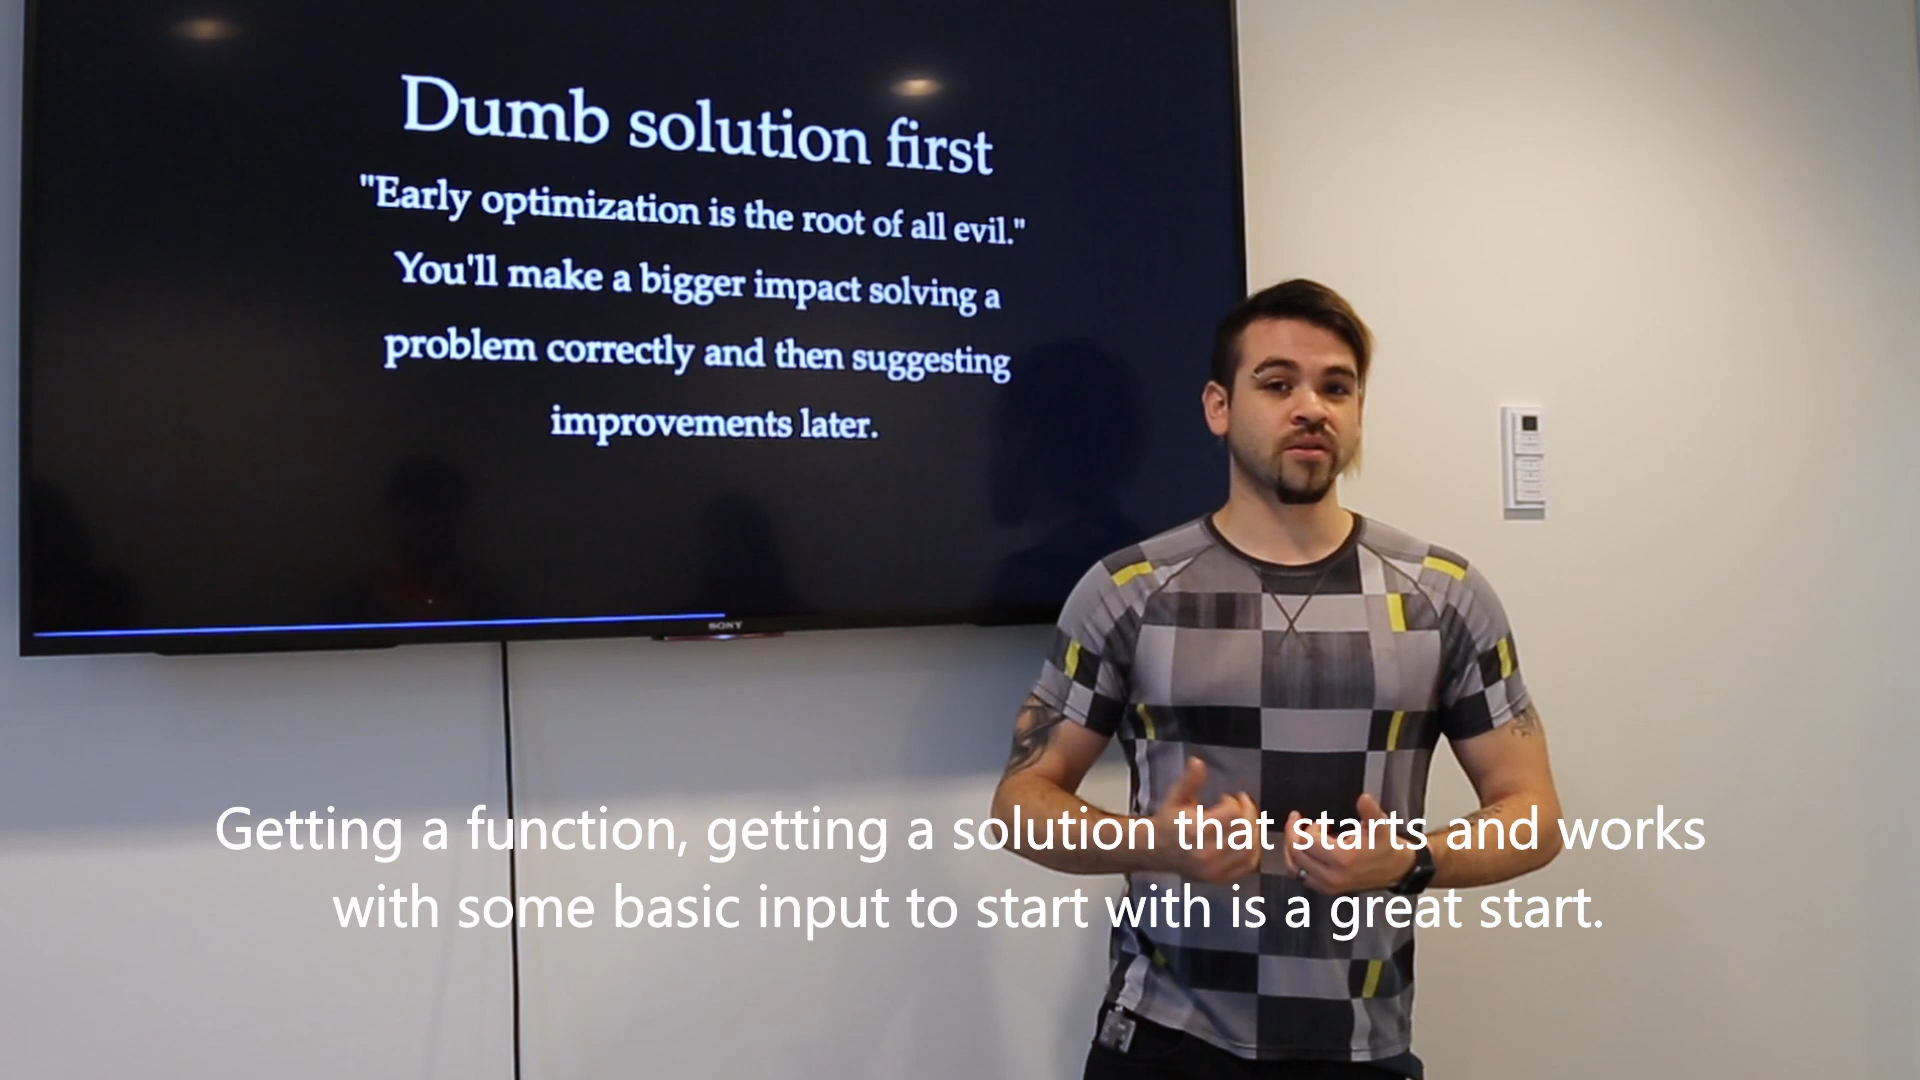 Dumb solution first
"Early optimization is the root of all evil."
You'll make a bigger impact solving a
problem correctly and then suggesting
improvements later.
SONY
Getting a function, getting a solution that starts and works
with some basic input to start with is a great start.